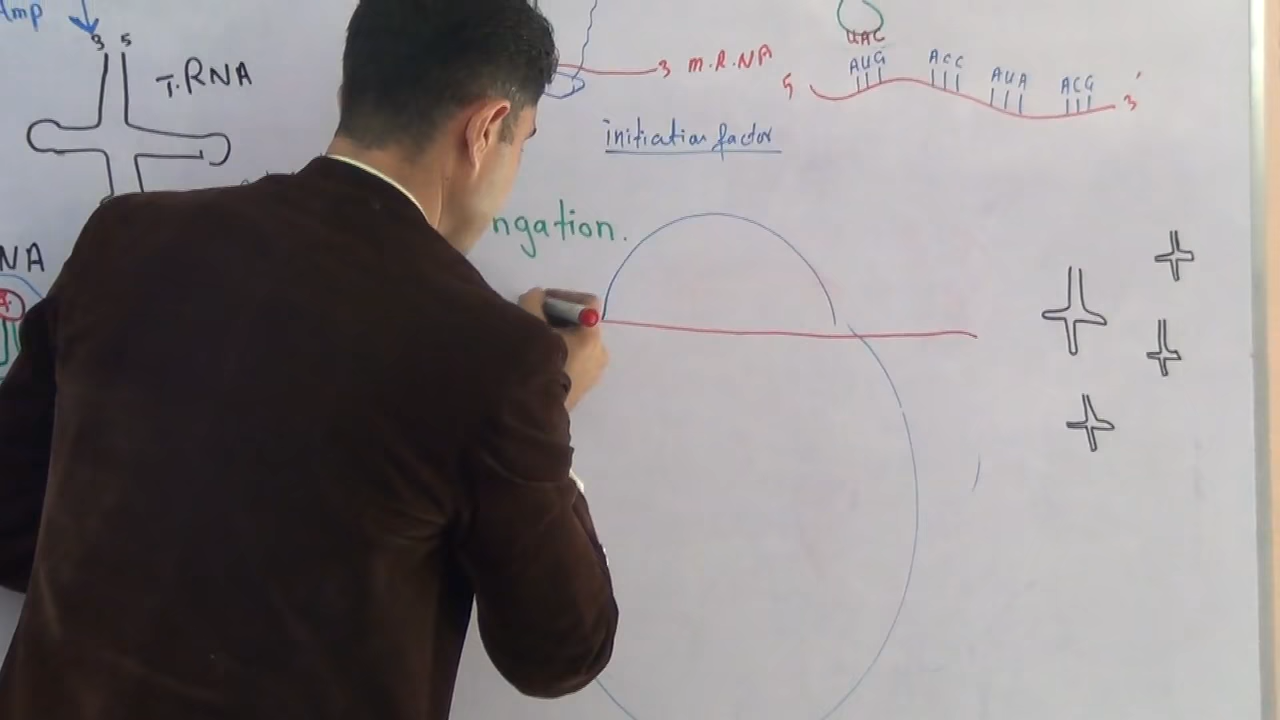 Amp
3 5
T.RNA
3 m.R.NA
UAC
AUG ACC AUA ACG
5 3'
initiation factor
ngation.
NA